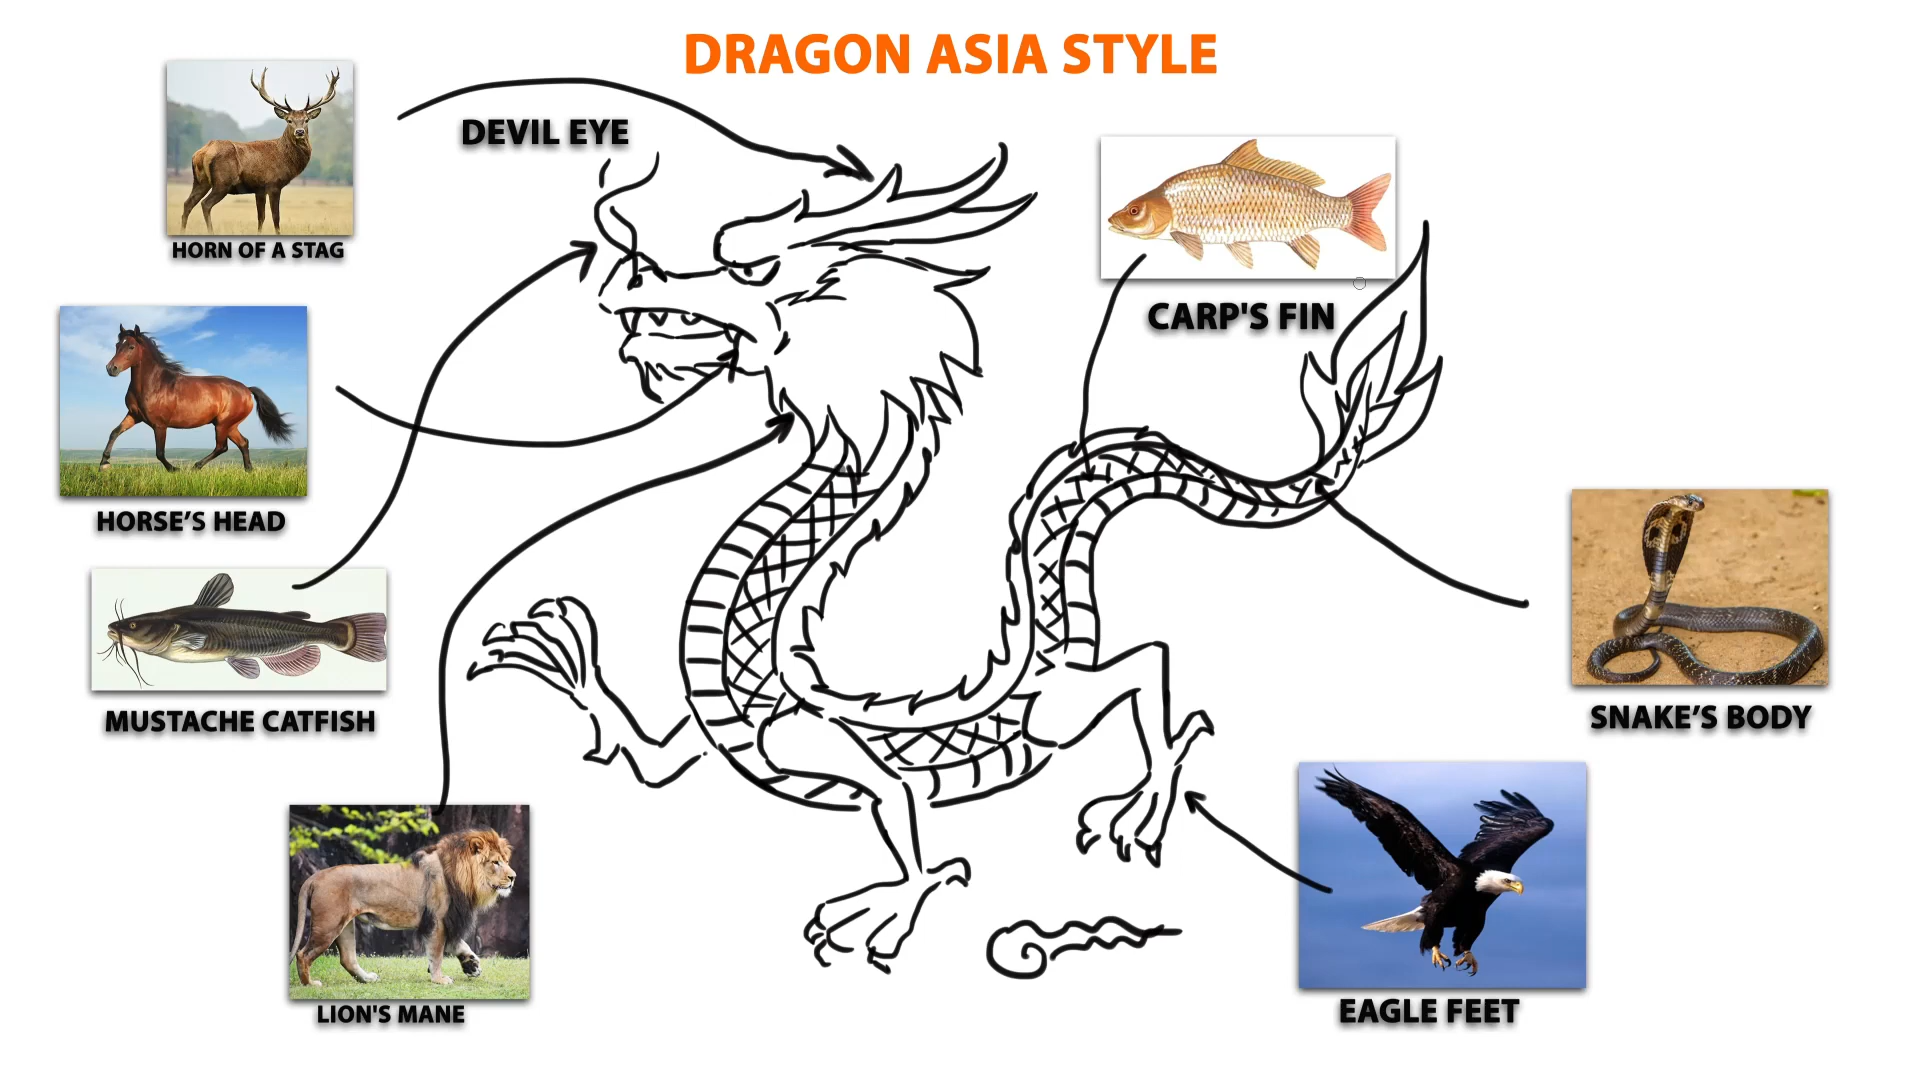 DRAGON ASIA STYLE
DEVIL EYE
HORN OF A STAG
CARP'S FIN
HORSE’S HEAD
MUSTACHE CATFISH
SNAKE’S BODY
LION'S MANE
EAGLE FEET